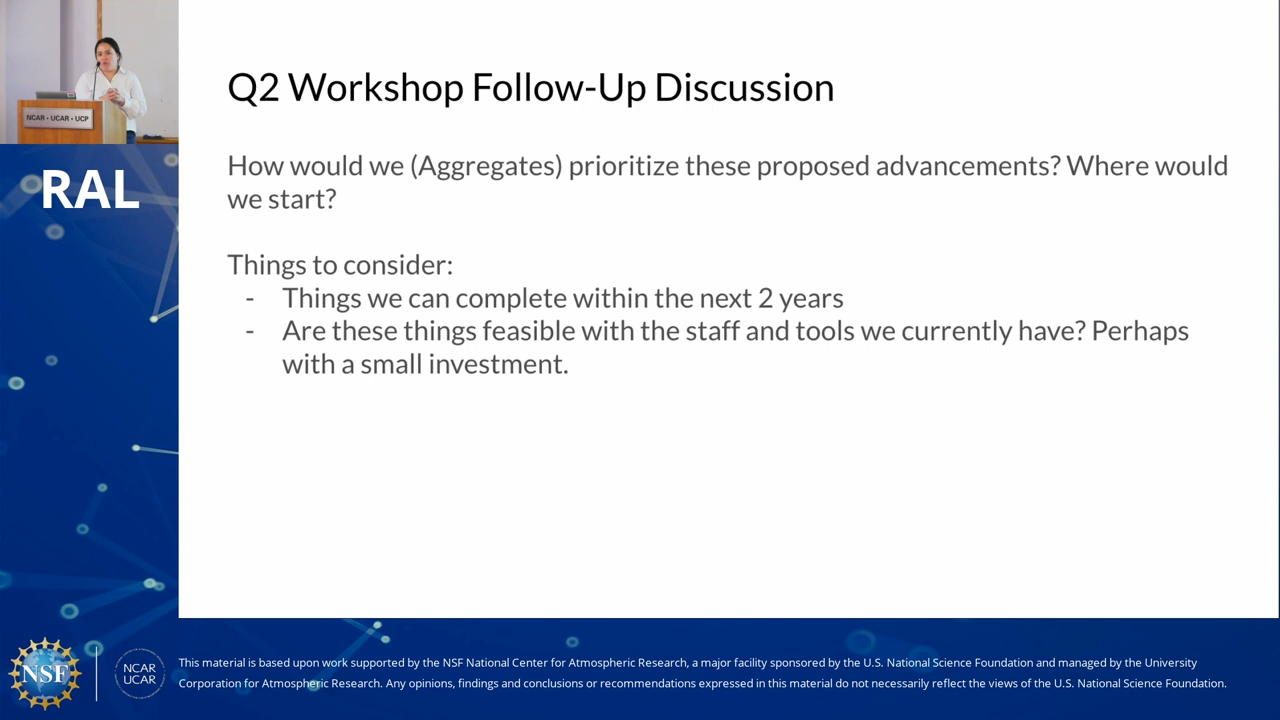 NCAR • UCAR • UCP
RAL
Q2 Workshop Follow-Up Discussion
How would we (Aggregates) prioritize these proposed advancements? Where would
we start?
Things to consider:
- Things we can complete within the next 2 years
- Are these things feasible with the staff and tools we currently have? Perhaps
with a small investment.
NSF
NCAR
UCAR
This material is based upon work supported by the NSF National Center for Atmospheric Research, a major facility sponsored by the U.S. National Science Foundation and managed by the University
Corporation for Atmospheric Research. Any opinions, findings and conclusions or recommendations expressed in this material do not necessarily reflect the views of the U.S. National Science Foundation.